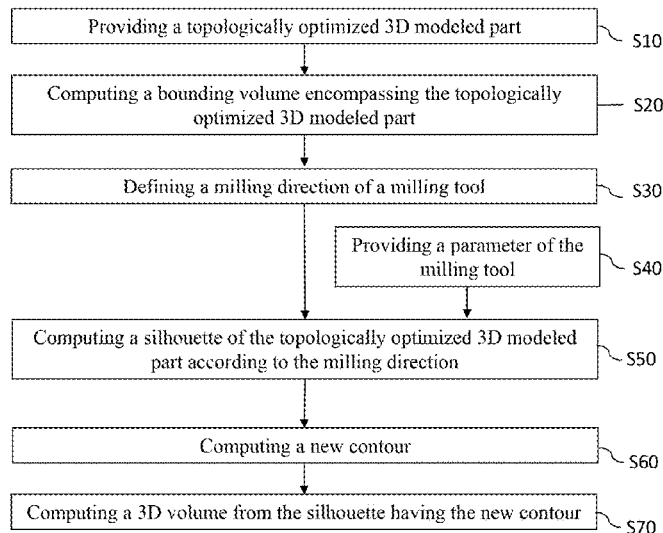 Providing a topologically optimized 3D modeled part
S10
Computing a bounding volume encompassing the topologically
optimized 3D modeled part
S20
Defining a milling direction of a milling tool
S30
Providing a parameter of the
milling tool
S40
Computing a silhouette of the topologically optimized 3D modeled
part according to the milling direction
S50
Computing a new contour
S60
Computing a 3D volume from the silhouette having the new contour
S70